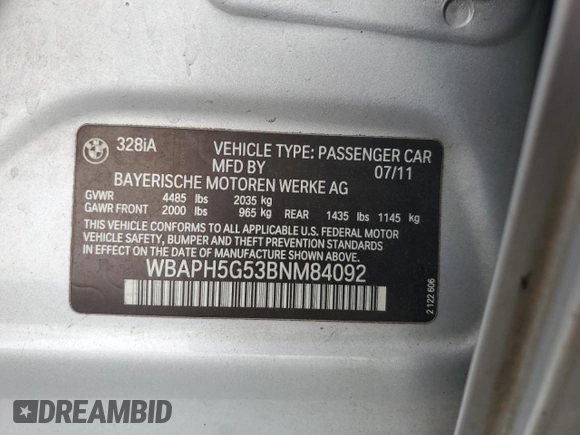 328iA VEHICLE TYPE: PASSENGER CAR
MFD BY 07/11
BAYERISCHE MOTOREN WERKE AG
GVWR 4485 lbs 2035 kg
GAWR FRONT 2000 lbs 965 kg REAR 1435 lbs 1145 kg
THIS VEHICLE CONFORMS TO ALL APPLICABLE U.S. FEDERAL MOTOR
VEHICLE SAFETY, BUMPER AND THEFT PREVENTION STANDARDS
IN EFFECT ON THE DATE OF MANUFACTURE SHOWN ABOVE.
WBAPH5G53BNM84092
2 122 606
DREAMBID